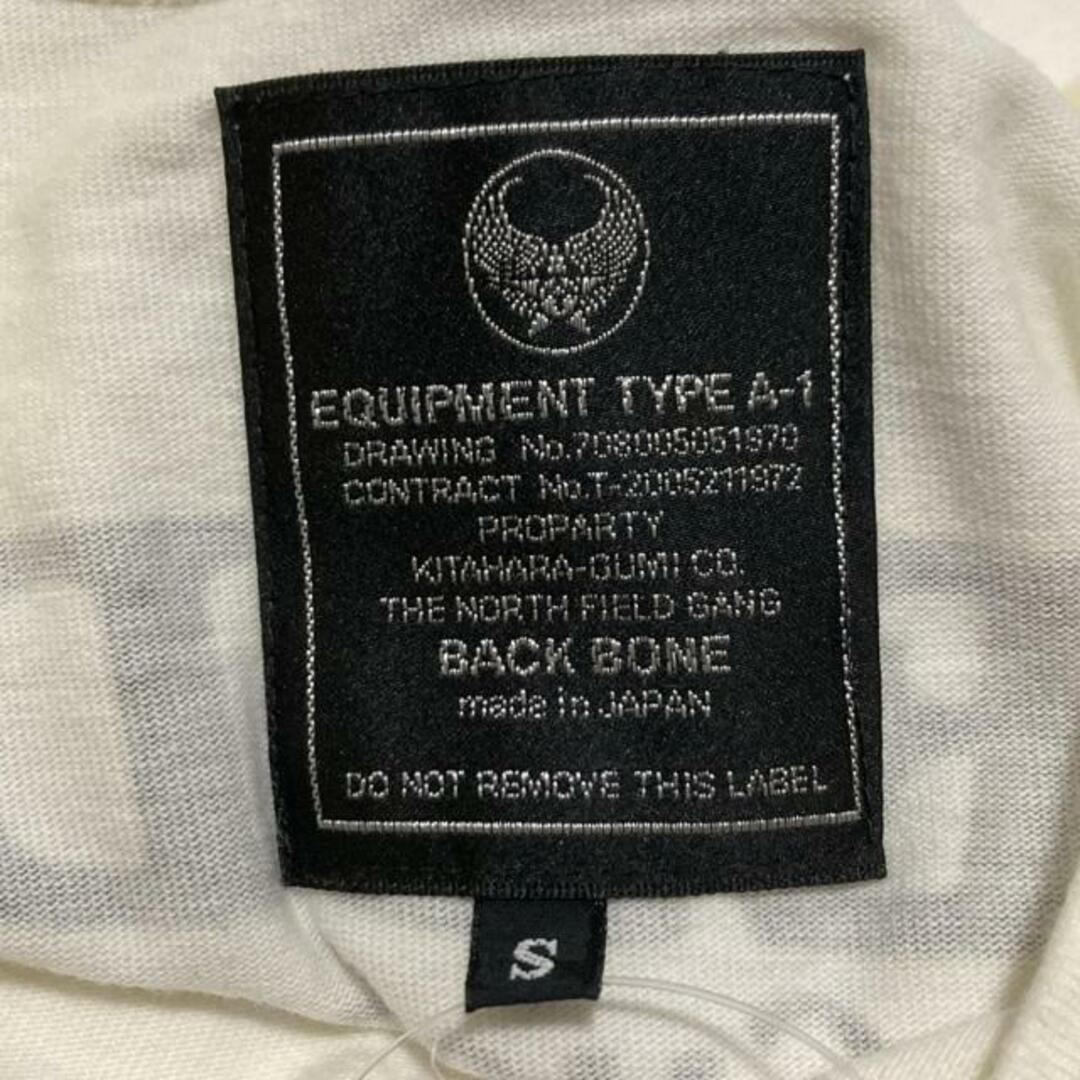 EQUIPMENT TYPE A-1
DRAWING No.708005051970
CONTRACT No.T-2005211972
PROPARTY
KITAHARA-GUMI CO.
THE NORTH FIELD GANG
BACK BONE
made in JAPAN
DO NOT REMOVE THIS LABEL
S